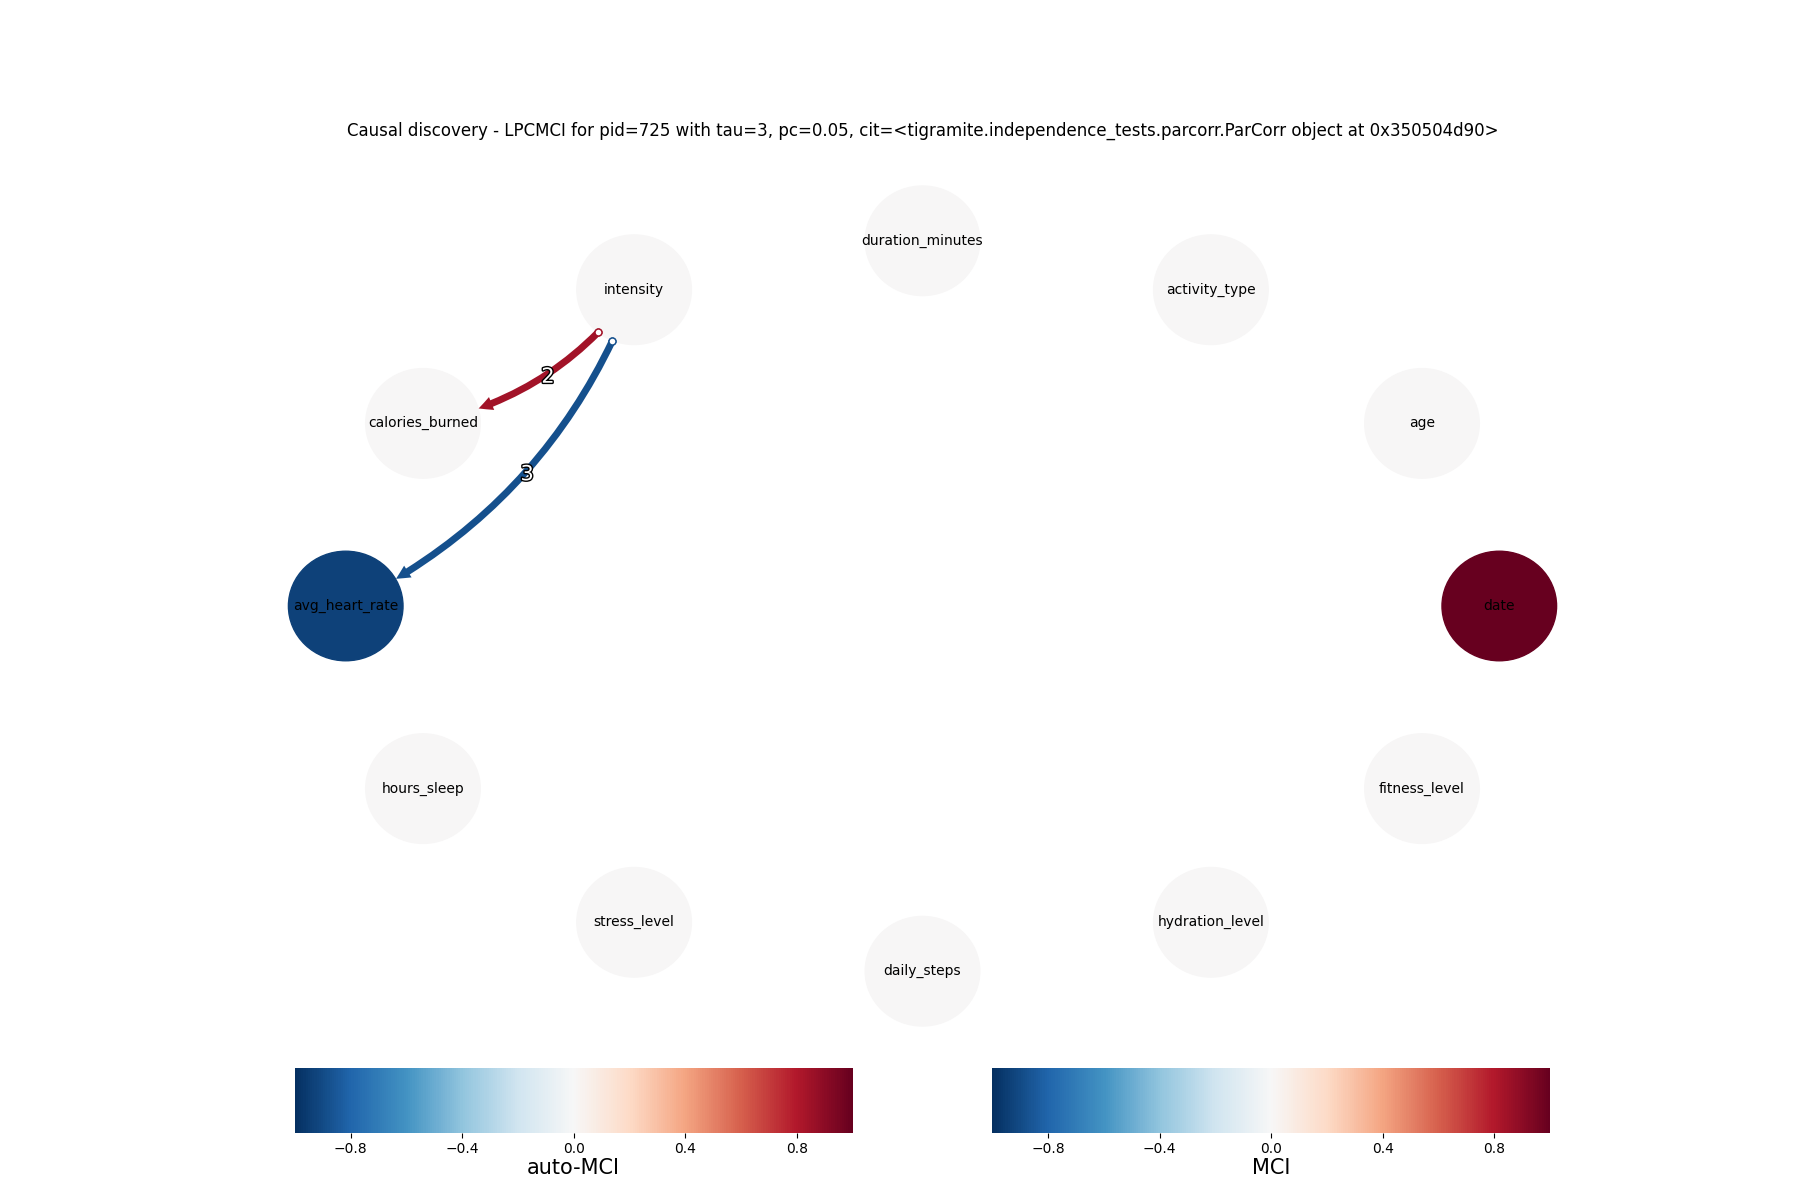 Causal discovery - LPCMCI for pid=725 with tau=3, pc=0.05, cit=<tigramite.independence_tests.parcorr.ParCorr object at 0x350504d90>
duration_minutes
intensity
activity_type
2
calories_burned
age
3
avg_heart_rate
date
hours_sleep
fitness_level
stress_level
hydration_level
daily_steps
−0.8 −0.4 0.0 0.4 0.8
auto-MCI
−0.8 −0.4 0.0 0.4 0.8
MCI